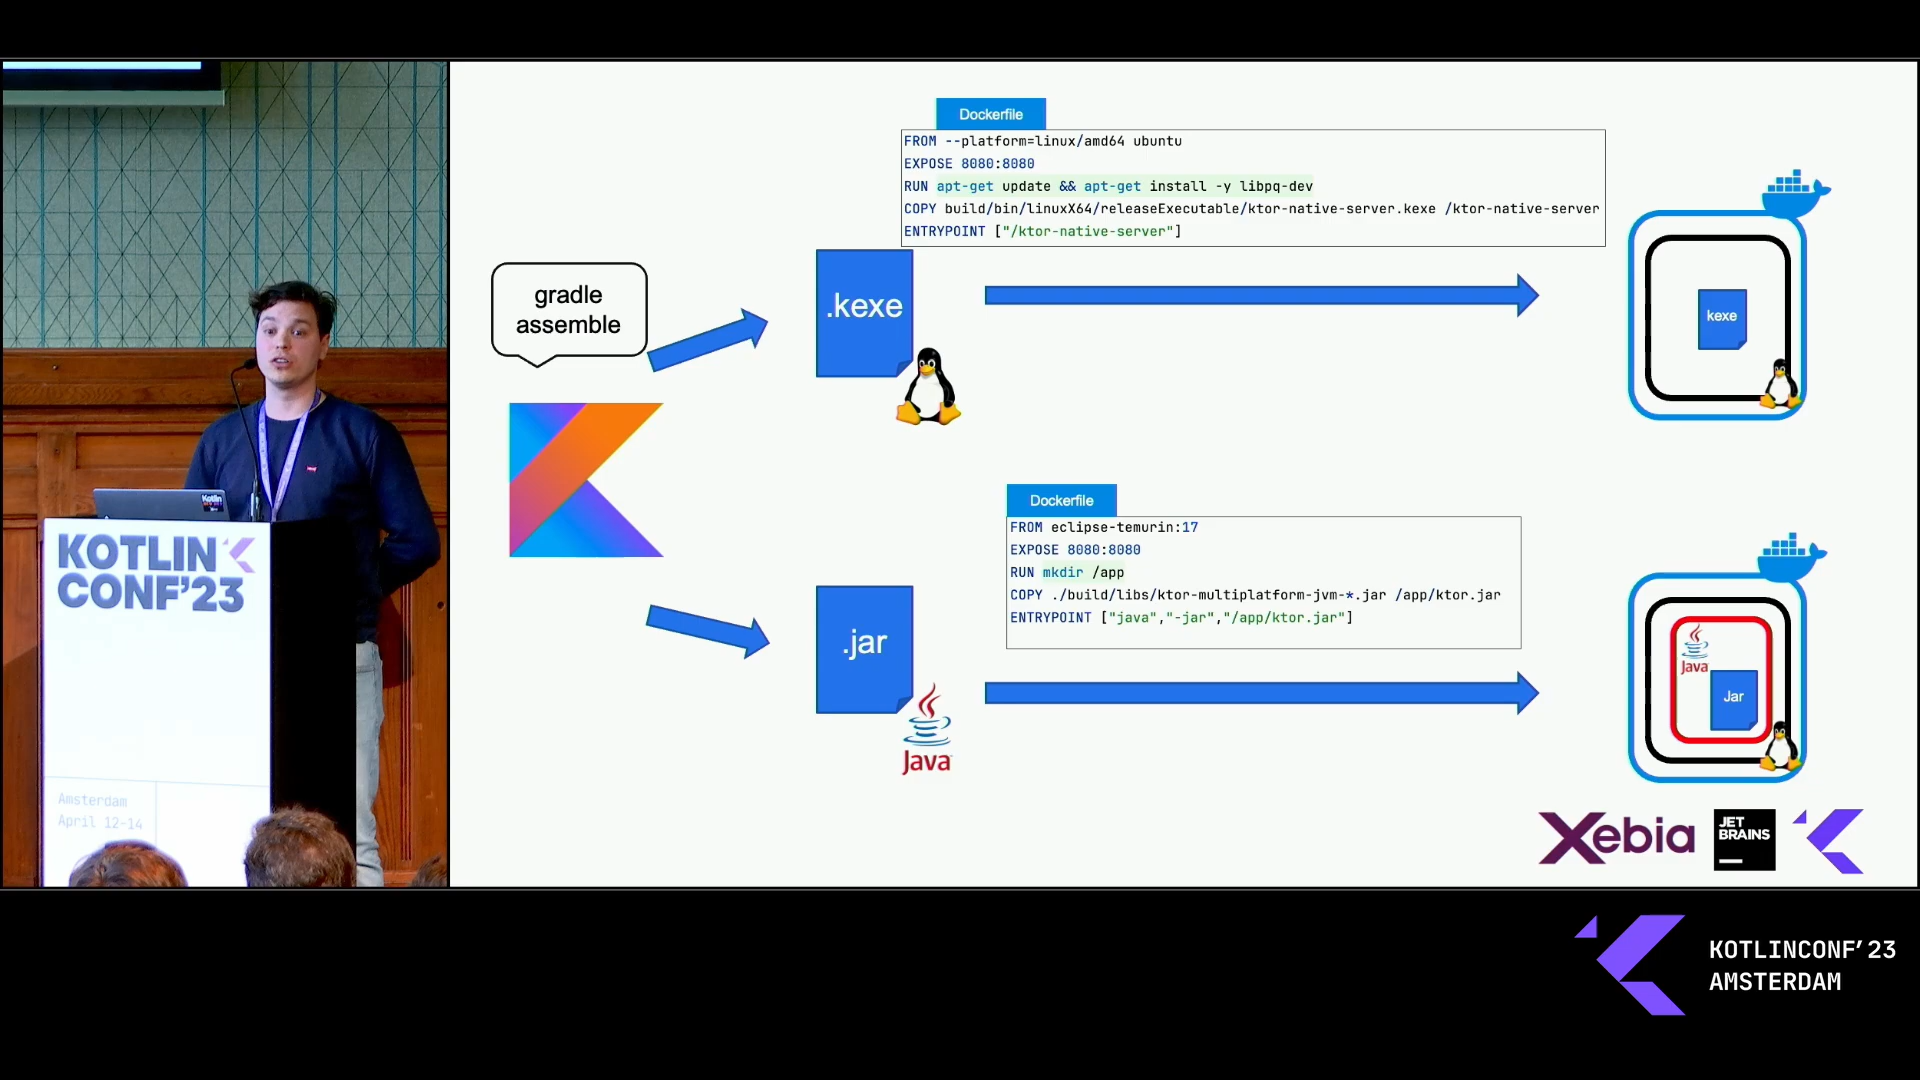 Dockerfile
FROM --platform=linux/amd64 ubuntu
EXPOSE 8080:8080
RUN apt-get update && apt-get install -y libpq-dev
COPY build/bin/linuxX64/releaseExecutable/ktor-native-server.kexe /ktor-native-server
ENTRYPOINT ["/ktor-native-server"]
gradle
assemble
.kexe
kexe
Dockerfile
FROM eclipse-temurin:17
EXPOSE 8080:8080
RUN mkdir /app
COPY ./build/libs/ktor-multiplatform-jvm-*.jar /app/ktor.jar
ENTRYPOINT ["java","-jar","/app/ktor.jar"]
.jar
Java
Java
Jar
Xebia
JET
BRAINS
Kotlin
KOTLIN
CONF'23
Amsterdam
April 12-14
KOTLINCONF'23
AMSTERDAM